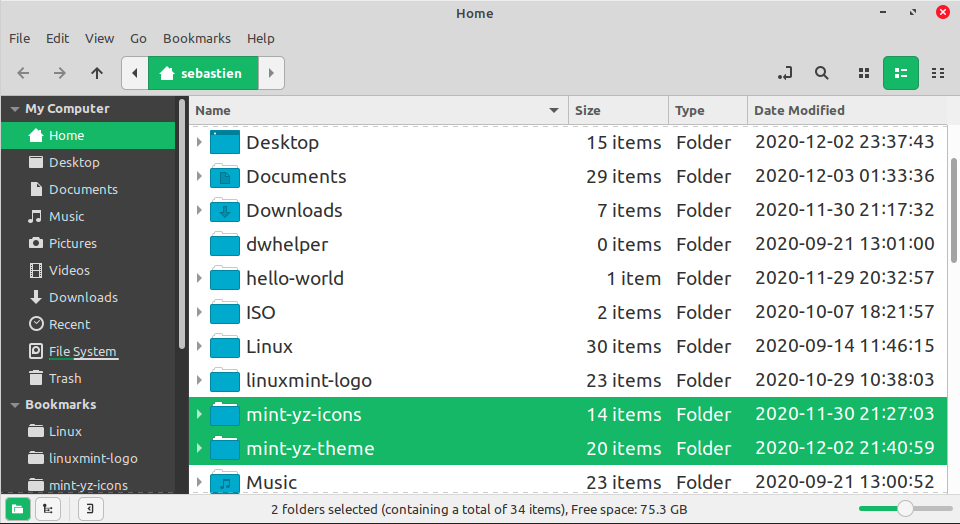 Home
File Edit View Go Bookmarks Help
sebastien
My Computer
Home
Desktop
Documents
Music
Pictures
Videos
Downloads
Recent
File System
Trash
Bookmarks
Linux
linuxmint-logo
mint-yz-icons
Name Size Type Date Modified
Desktop 15 items Folder 2020-12-02 23:37:43
Documents 29 items Folder 2020-12-03 01:33:36
Downloads 7 items Folder 2020-11-30 21:17:32
dwhelper 0 items Folder 2020-09-21 13:01:00
hello-world 1 item Folder 2020-11-29 20:32:57
ISO 2 items Folder 2020-10-07 18:21:57
Linux 30 items Folder 2020-09-14 11:46:15
linuxmint-logo 23 items Folder 2020-10-29 10:38:03
mint-yz-icons 14 items Folder 2020-11-30 21:27:03
mint-yz-theme 20 items Folder 2020-12-02 21:40:59
Music 23 items Folder 2020-09-21 13:00:52
2 folders selected (containing a total of 34 items), Free space: 75.3 GB